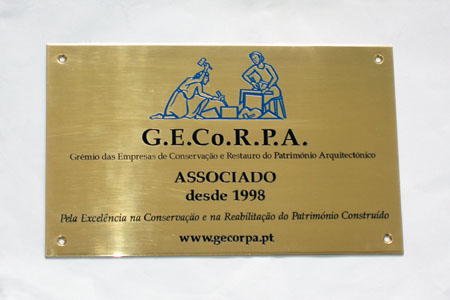 G.E.Co.R.P.A.
Grémio das Empresas de Conservação e Restauro do Património Arquitectónico
ASSOCIADO
desde 1998
Pela Excelência na Conservação e na Reabilitação do Património Construído
www.gecorpa.pt